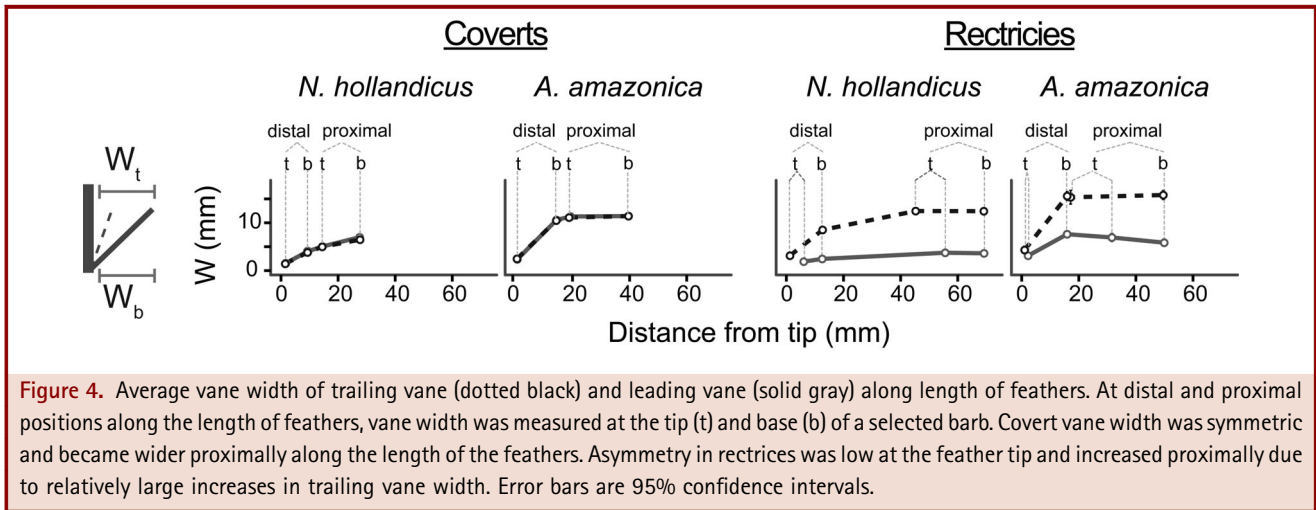 Coverts Rectricies
N. hollandicus A. amazonica N. hollandicus A. amazonica
distal proximal distal proximal distal proximal distal proximal
t b t b t b t b t b t b t b t b
W t
W b
W (mm)
10
0
0 20 40 60 0 20 40 60 0 20 40 60 0 20 40 60
Distance from tip (mm)
Figure 4. Average vane width of trailing vane (dotted black) and leading vane (solid gray) along length of feathers. At distal and proximal
positions along the length of feathers, vane width was measured at the tip (t) and base (b) of a selected barb. Covert vane width was symmetric
and became wider proximally along the length of the feathers. Asymmetry in rectrices was low at the feather tip and increased proximally due
to relatively large increases in trailing vane width. Error bars are 95% confidence intervals.